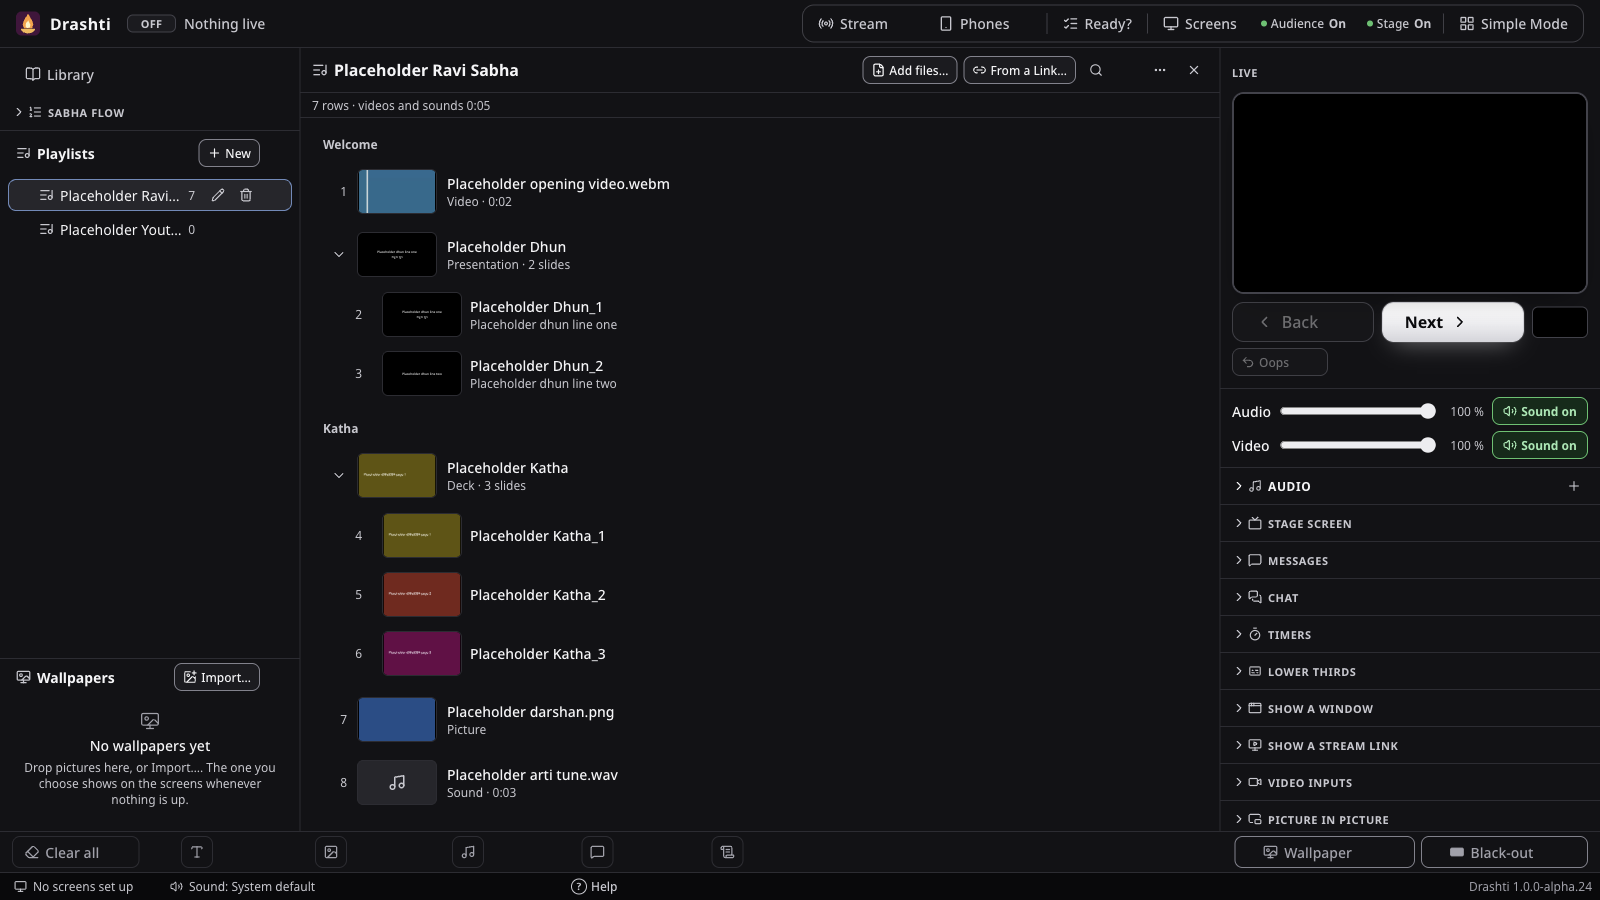 Drashti
OFF
Nothing live
Stream
Phones
Ready?
Screens
Audience On
Stage On
Simple Mode
Library
SABHA FLOW
Playlists
New
Placeholder Ravi... 7
Placeholder Yout... 0
Wallpapers
Import...
No wallpapers yet
Drop pictures here, or Import.... The one you
choose shows on the screens whenever
nothing is up.
Placeholder Ravi Sabha
Add files...
From a Link...
7 rows · videos and sounds 0:05
Welcome
1
Placeholder opening video.webm
Video · 0:02
Placeholder Dhun
Presentation · 2 slides
2
Placeholder dhun line one
Placeholder Dhun_1
Placeholder dhun line one
3
Placeholder dhun line two
Placeholder Dhun_2
Placeholder dhun line two
Katha
Placeholder Katha
Deck · 3 slides
4
Placeholder Katha_1
5
Placeholder Katha_2
6
Placeholder Katha_3
7
Placeholder darshan.png
Picture
8
Placeholder arti tune.wav
Sound · 0:03
LIVE
Back
Next
Oops
Audio
100 %
Sound on
Video
100 %
Sound on
AUDIO
STAGE SCREEN
MESSAGES
CHAT
TIMERS
LOWER THIRDS
SHOW A WINDOW
SHOW A STREAM LINK
VIDEO INPUTS
PICTURE IN PICTURE
Clear all
Wallpaper
Black-out
No screens set up
Sound: System default
Help
Drashti 1.0.0-alpha.24